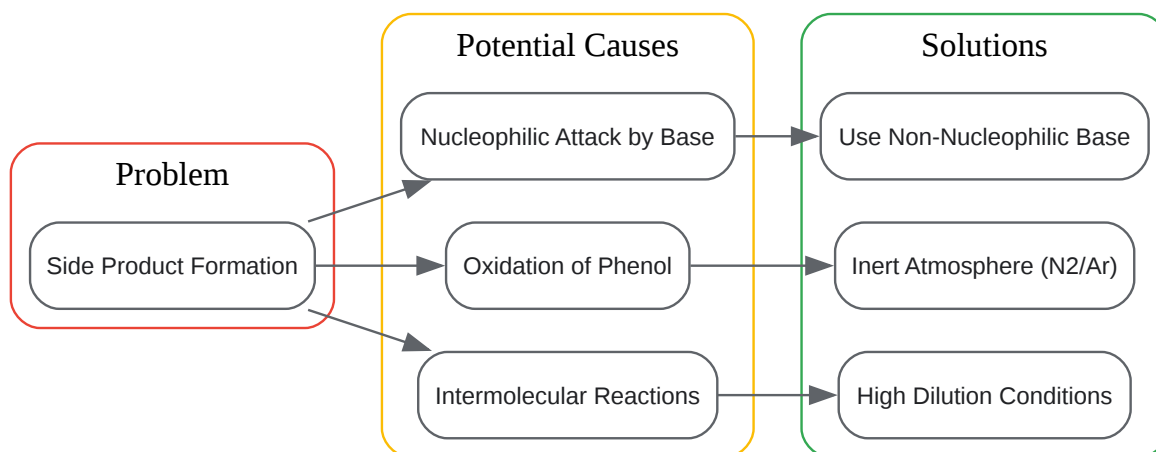 Problem
Side Product Formation
Potential Causes
Nucleophilic Attack by Base
Oxidation of Phenol
Intermolecular Reactions
Solutions
Use Non-Nucleophilic Base
Inert Atmosphere (N2/Ar)
High Dilution Conditions